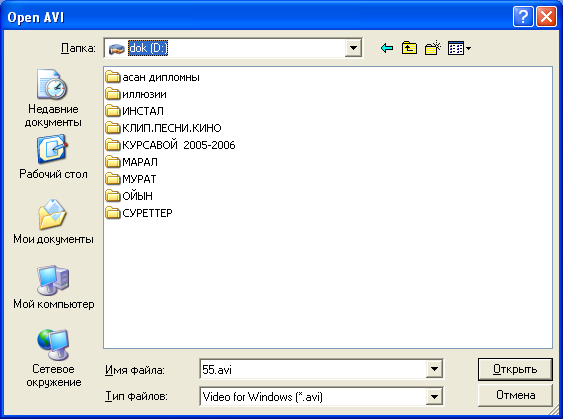 Open AVI
Папка: dok (D:)
асан дипломны
иллюзии
ИНСТАЛ
КЛИП.ПЕСНИ.КИНО
КУРСАВОЙ 2005-2006
МАРАЛ
МУРАТ
ОЙЫН
СУРЕТТЕР
Недавние
документы
Рабочий стол
Мои документы
Мой компьютер
Сетевое
окружение
Имя файла: 55.avi Открыть
Тип файлов: Video for Windows (*.avi) Отмена